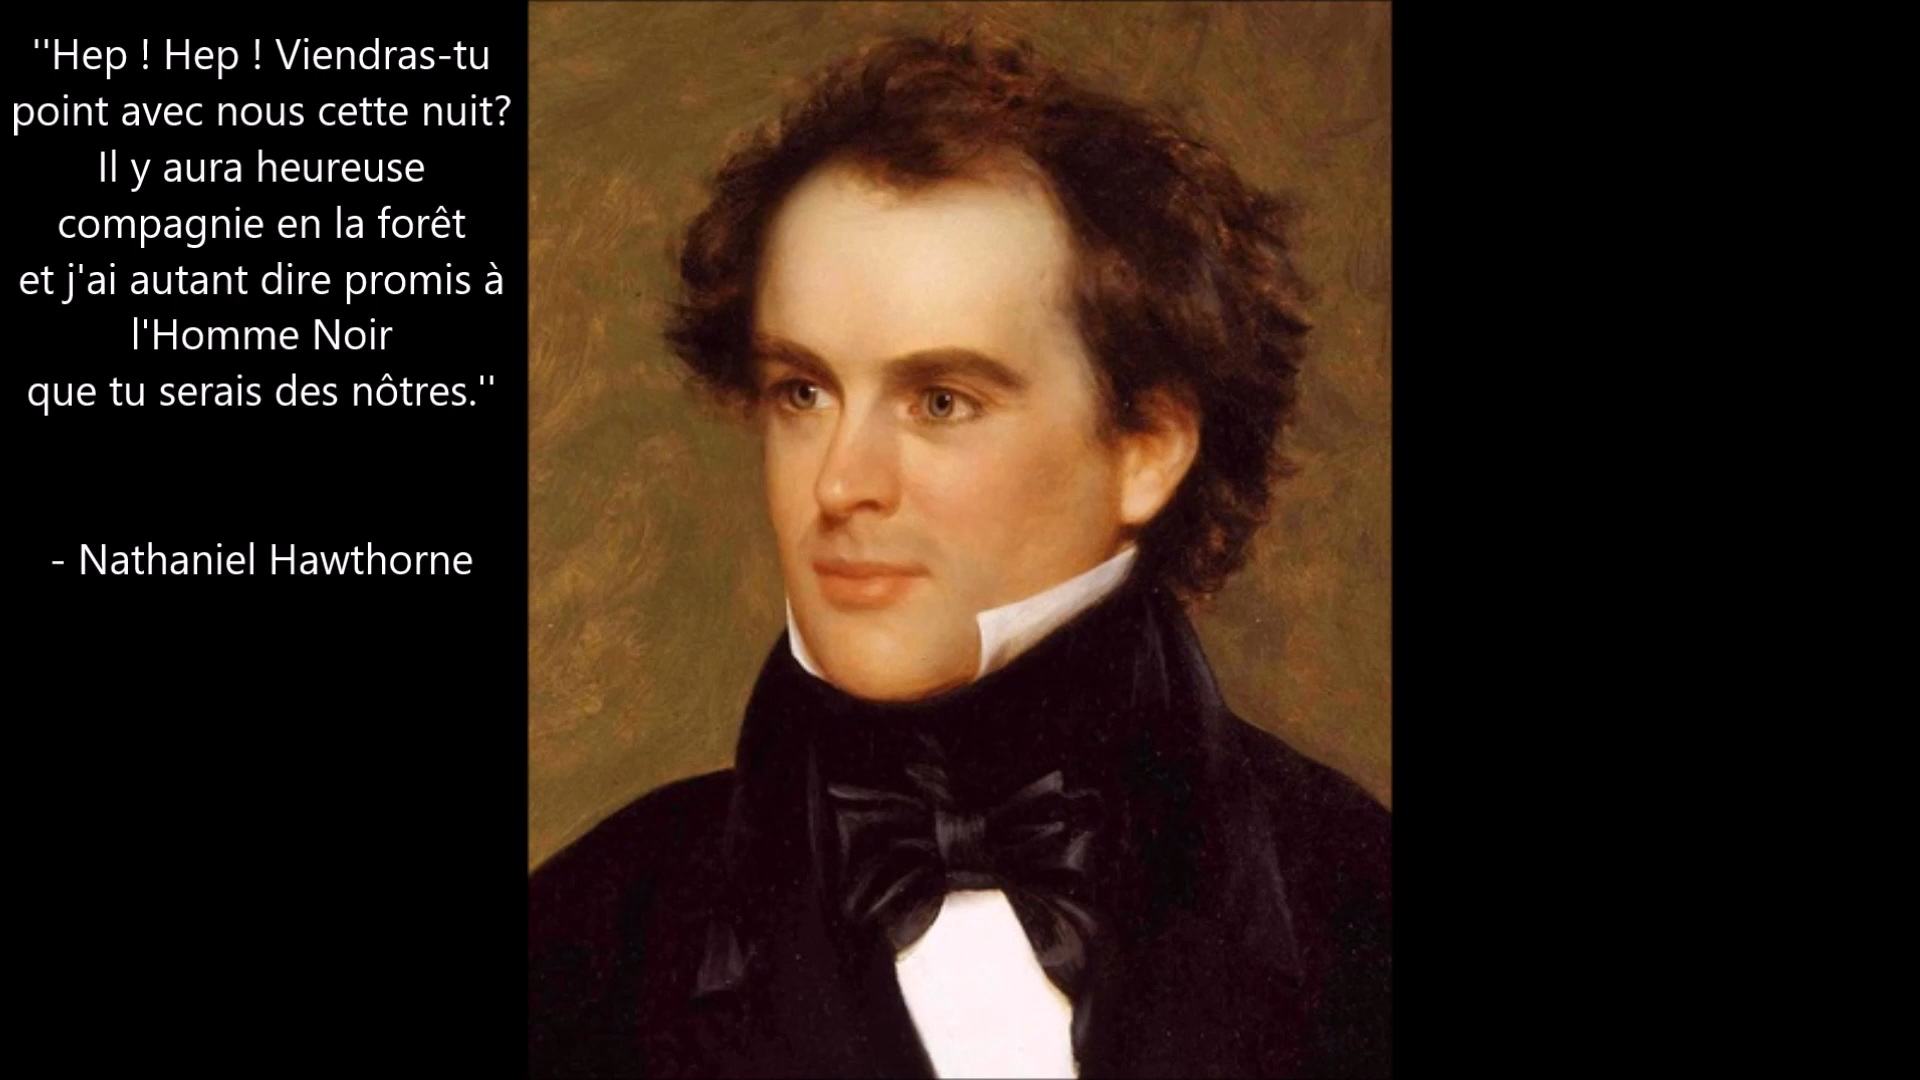 "Hep ! Hep ! Viendras-tu
point avec nous cette nuit?
Il y aura heureuse
compagnie en la forêt
et j'ai autant dire promis à
l'Homme Noir
que tu serais des nôtres."
- Nathaniel Hawthorne